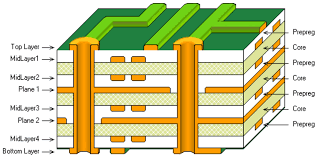 Top Layer
MidLayer1
MidLayer2
Plane 1
MidLayer3
Plane 2
MidLayer4
Bottom Layer
Prepreg
Core
Prepreg
Core
Prepreg
Core
Prepreg